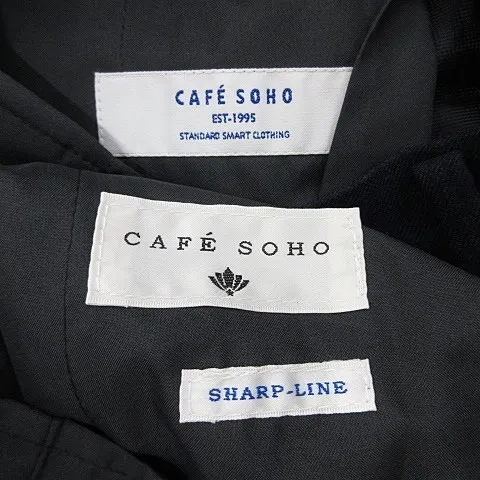 CAFÉ SOHO
EST-1995
STANDARD SMART CLOTHING
CAFÉ SOHO
SHARP-LINE